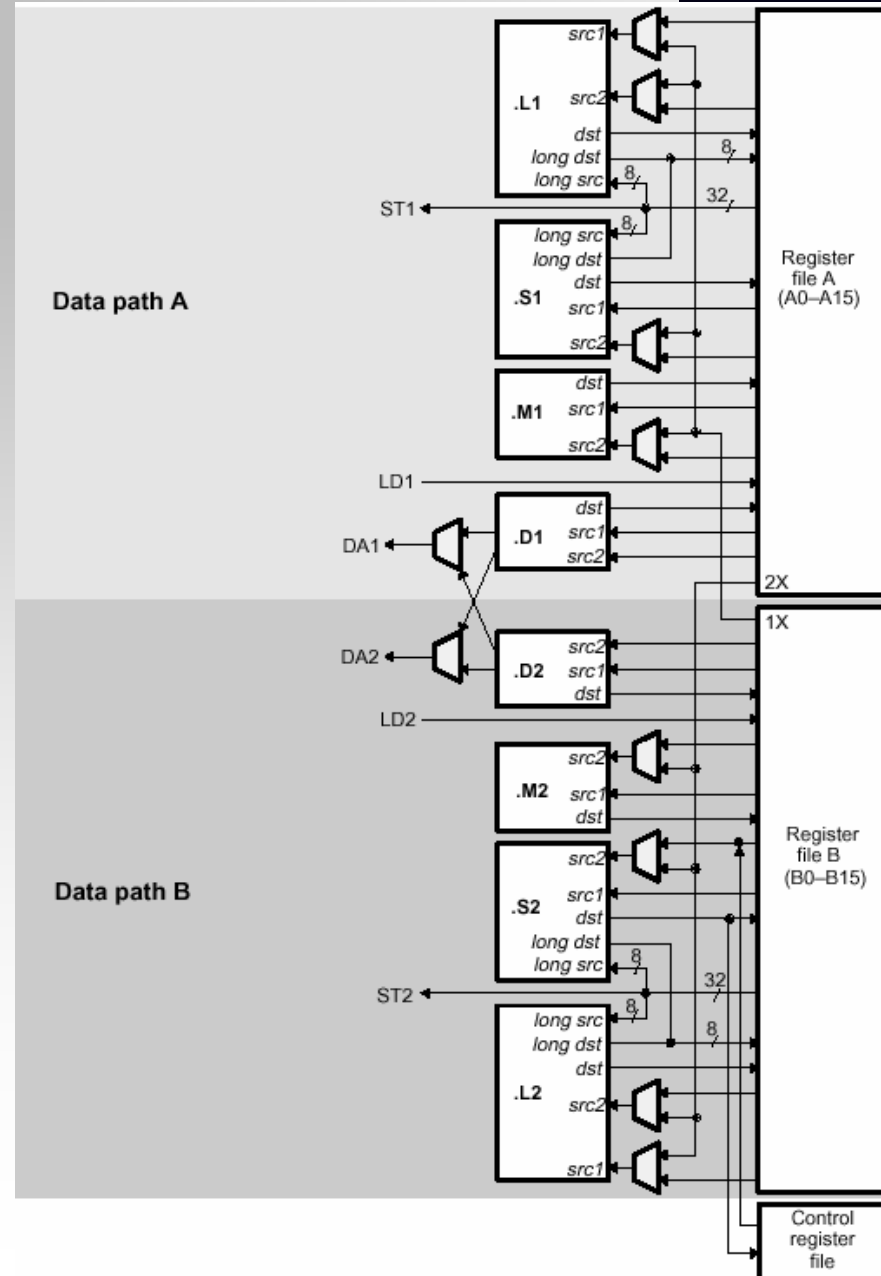 src1
.L1
src2
dst
long dst
8
long src
8
ST1
32
8
long src
long dst
dst
.S1
src1
src2
Register
file A
(A0–A15)
Data path A
dst
.M1
src1
src2
LD1
dst
.D1
src1
src2
DA1
2X
1X
DA2
src2
.D2
src1
dst
LD2
src2
.M2
src1
dst
Register
file B
(B0–B15)
Data path B
src2
src1
.S2
dst
long dst
long src
8
ST2
32
long src
8
long dst
8
dst
.L2
src2
src1
Control
register
file